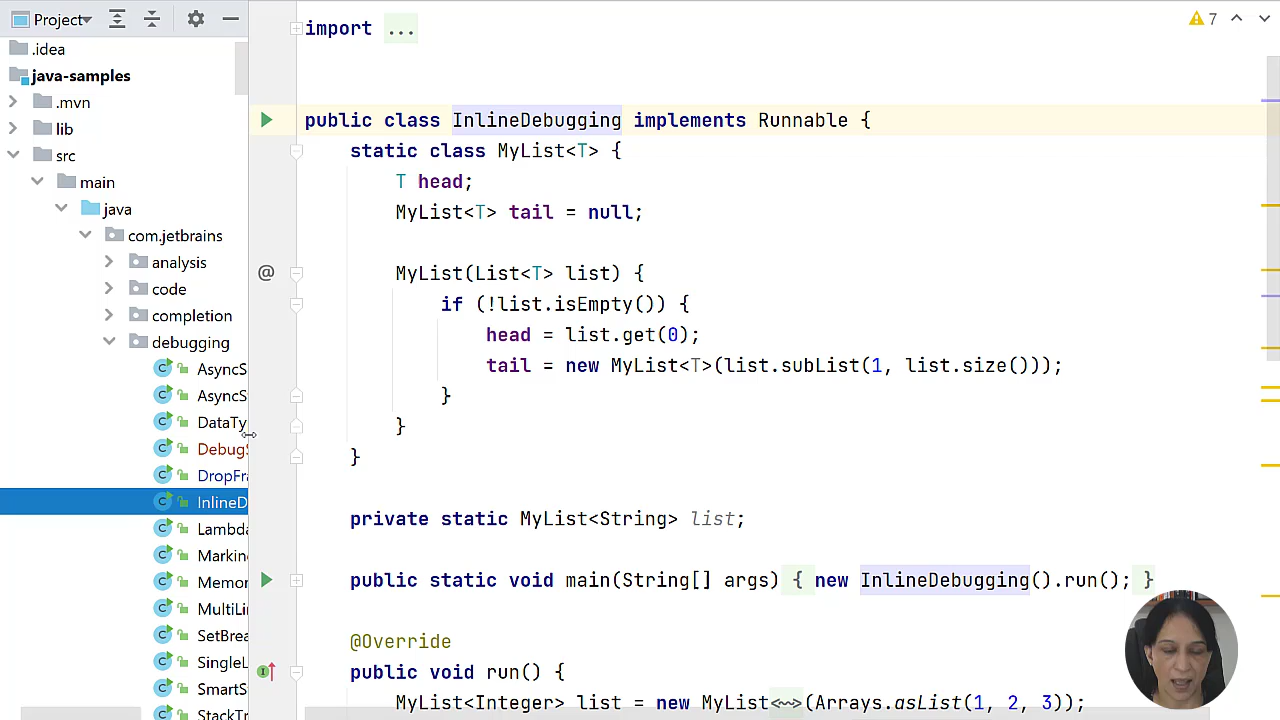 Project
.idea
java-samples
.mvn
lib
src
main
java
com.jetbrains
analysis
code
completion
debugging
AsyncS
AsyncS
DataTy
DebugS
DropFra
InlineD
Lambda
Markin
Memor
MultiLi
SetBrea
SingleL
SmartS
StackTr
7
import ...
public class InlineDebugging implements Runnable {
static class MyList<T> {
T head;
MyList<T> tail = null;
@ MyList(List<T> list) {
if (!list.isEmpty()) {
head = list.get(0);
tail = new MyList<T>(list.subList(1, list.size()));
}
}
}
private static MyList<String> list;
public static void main(String[] args) { new InlineDebugging().run(); }
@Override
public void run() {
MyList<Integer> list = new MyList<~>(Arrays.asList(1, 2, 3));